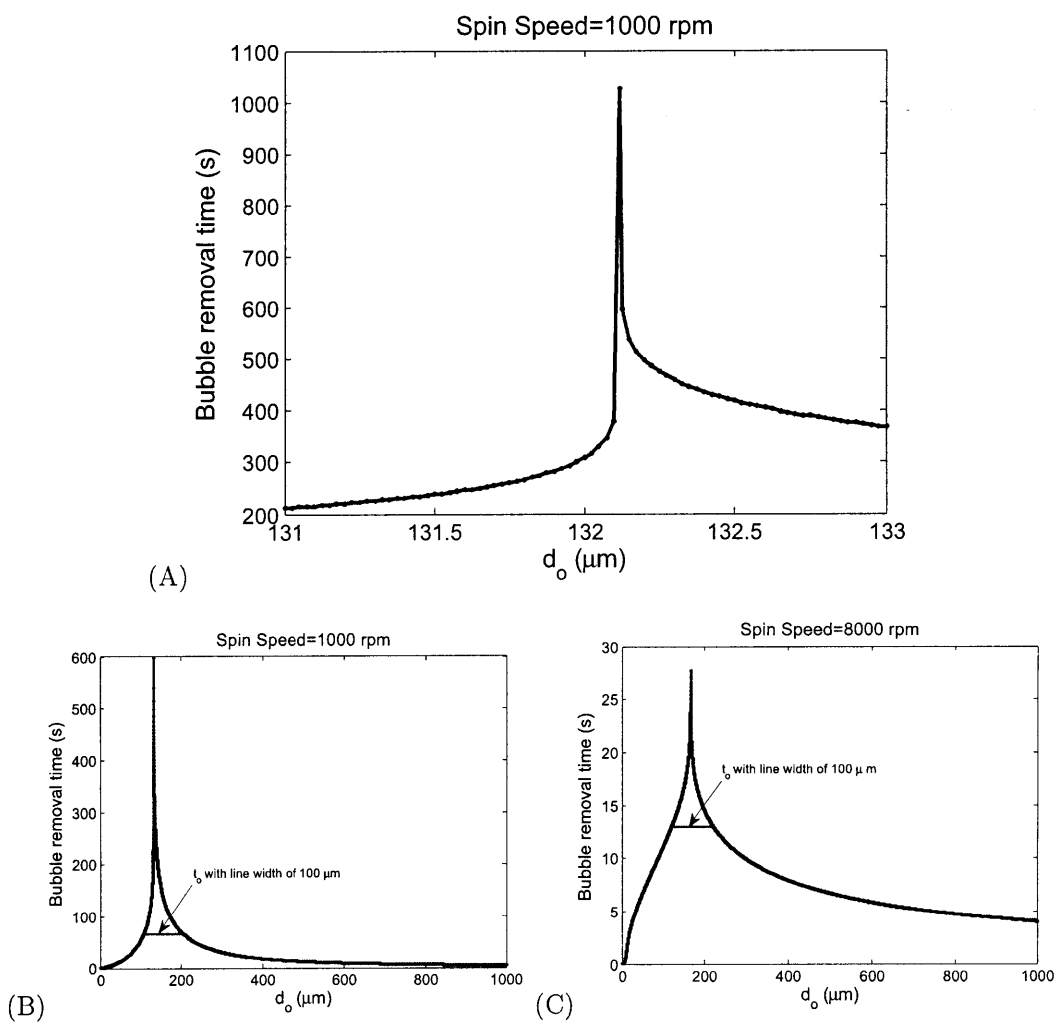 Spin Speed=1000 rpm
1100
1000
900
800
700
600
500
400
300
200
131
131.5
132
132.5
133
Bubble removal time (s)
d_o (μm)
(A)
Spin Speed=1000 rpm
600
500
400
300
200
100
0
0
200
400
600
800
1000
Bubble removal time (s)
t_o with line width of 100 μm
d_o (μm)
(B)
Spin Speed=8000 rpm
30
25
20
15
10
5
0
0
200
400
600
800
1000
Bubble removal time (s)
t_o with line width of 100 μ m
d_o (μm)
(C)